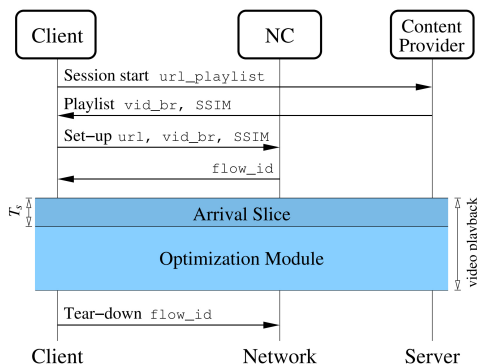 Client
NC
Content
Provider
Session start url_playlist
Playlist vid_br, SSIM
Set-up url, vid_br, SSIM
flow_id
Ts
Arrival Slice
Optimization Module
video playback
Tear-down flow_id
Client
Network
Server